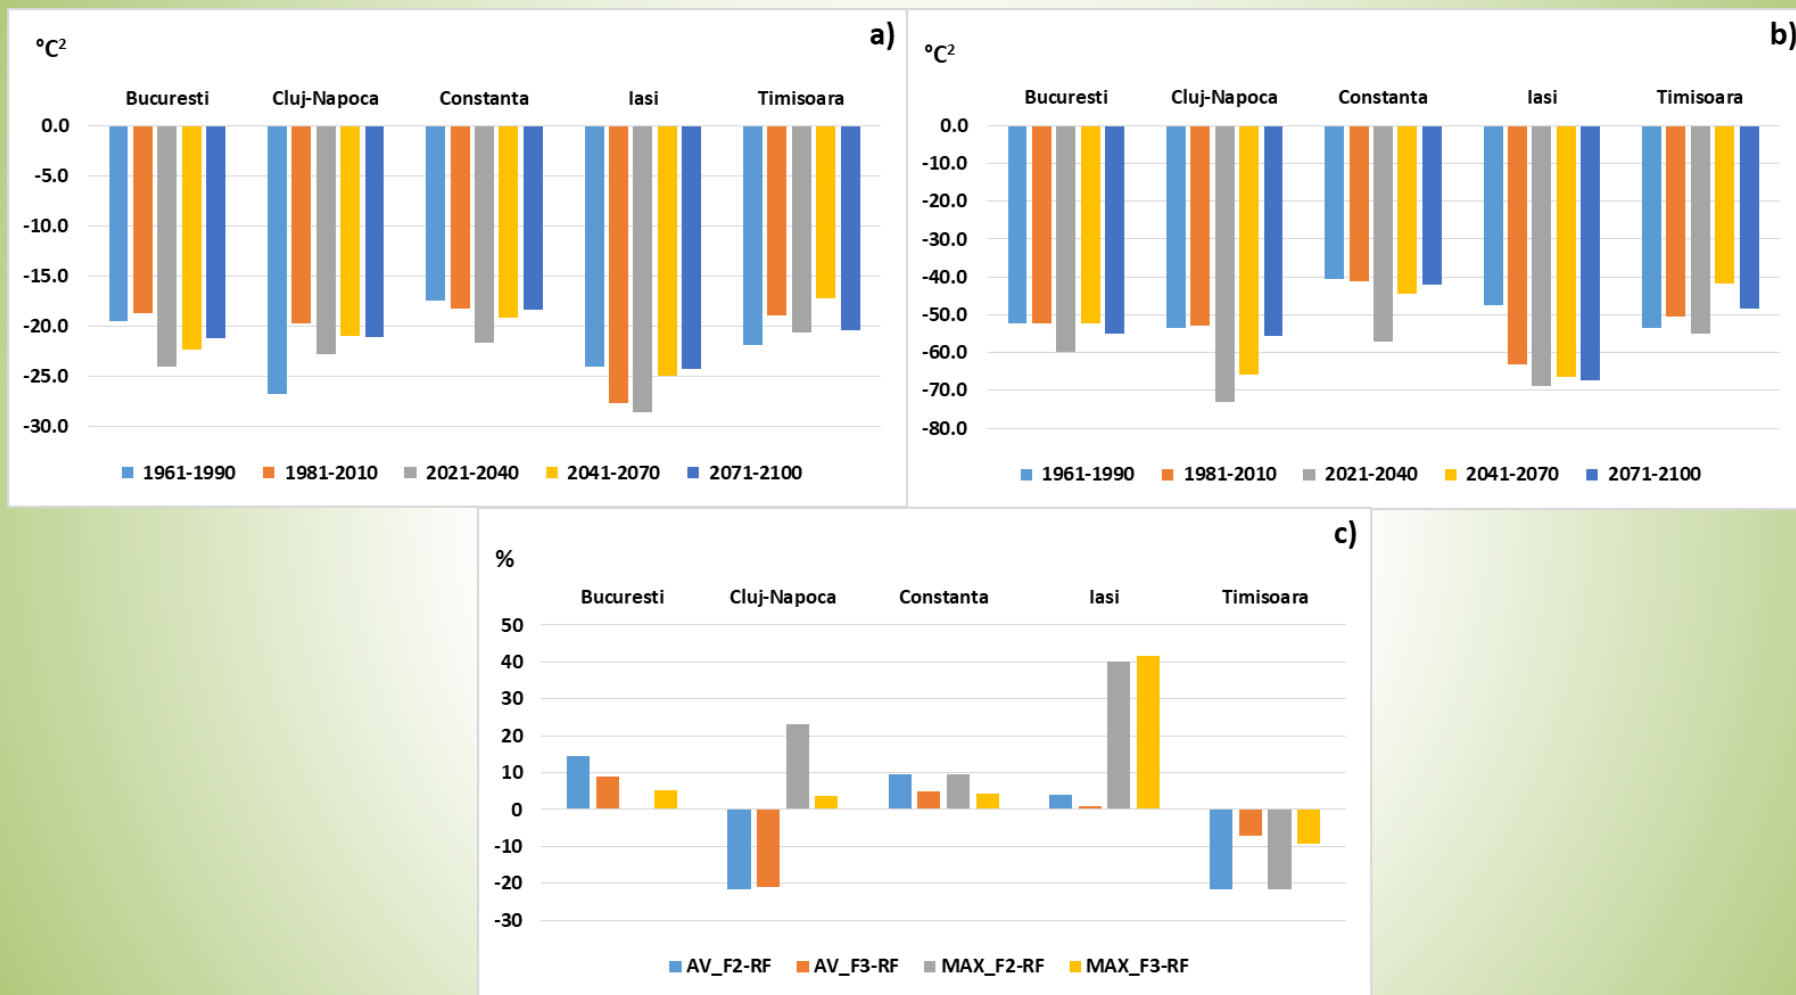 a)
°C²
Bucuresti Cluj-Napoca Constanta Iasi Timisoara
0.0
-5.0
-10.0
-15.0
-20.0
-25.0
-30.0
1961-1990 1981-2010 2021-2040 2041-2070 2071-2100
b)
°C²
Bucuresti Cluj-Napoca Constanta Iasi Timisoara
0.0
-10.0
-20.0
-30.0
-40.0
-50.0
-60.0
-70.0
-80.0
1961-1990 1981-2010 2021-2040 2041-2070 2071-2100
c)
%
Bucuresti Cluj-Napoca Constanta Iasi Timisoara
50
40
30
20
10
0
-10
-20
-30
AV_F2-RF AV_F3-RF MAX_F2-RF MAX_F3-RF